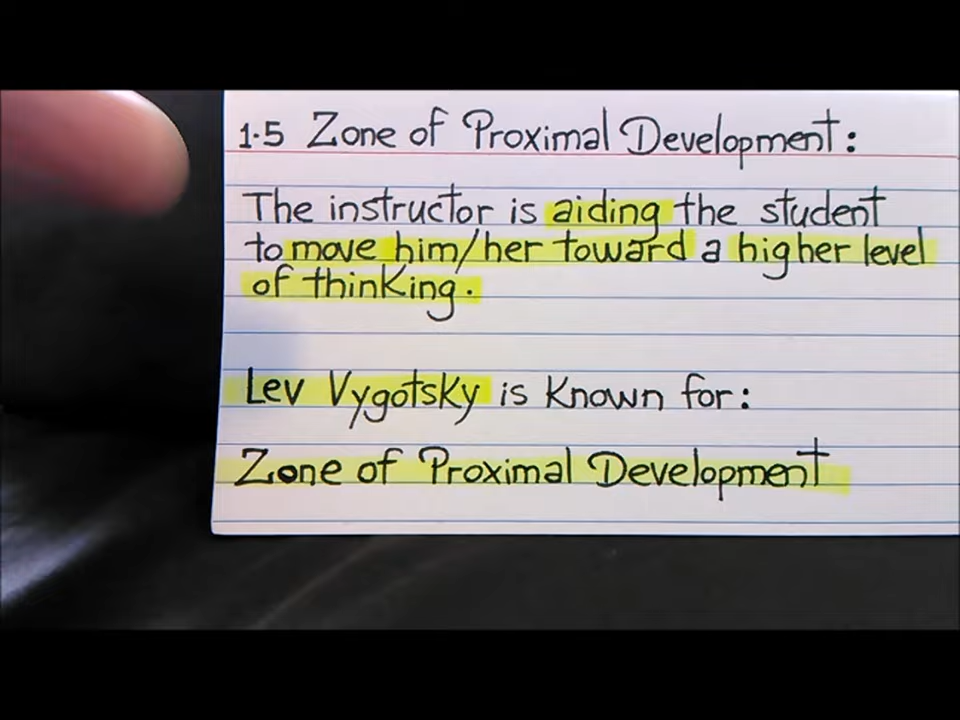 1.5 Zone of Proximal Development:
The instructor is aiding the student
to move him/her toward a higher level
of thinking.
Lev Vygotsky is Known for:
Zone of Proximal Development